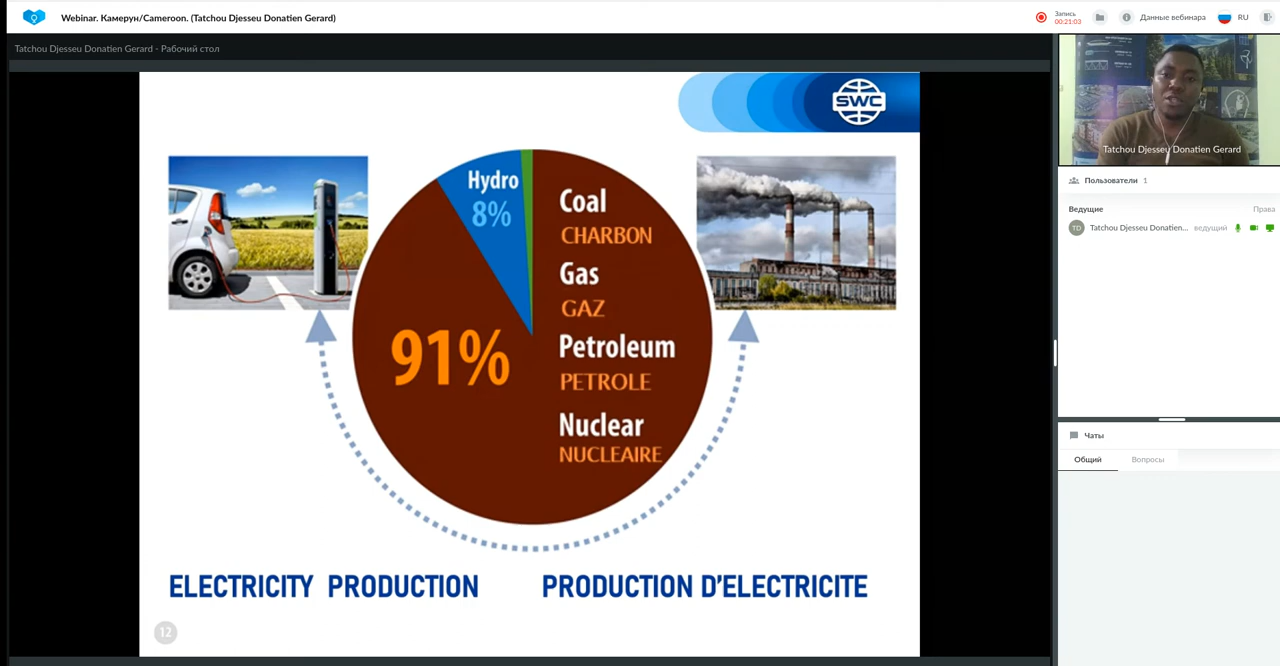 Webinar. Камерун/Cameroon. (Tatchou Djesseu Donatien Gerard)
Запись
00:21:03
Данные вебинара
RU
Tatchou Djesseu Donatien Gerard - Рабочий стол
SWC
Hydro
8%
91%
Coal
CHARBON
Gas
GAZ
Petroleum
PETROLE
Nuclear
NUCLEAIRE
ELECTRICITY PRODUCTION
PRODUCTION D'ELECTRICITE
12
Tatchou Djesseu Donatien Gerard
Пользователи 1
Ведущие
Права
TD
Tatchou Djesseu Donatien...
ведущий
Чаты
Общий
Вопросы